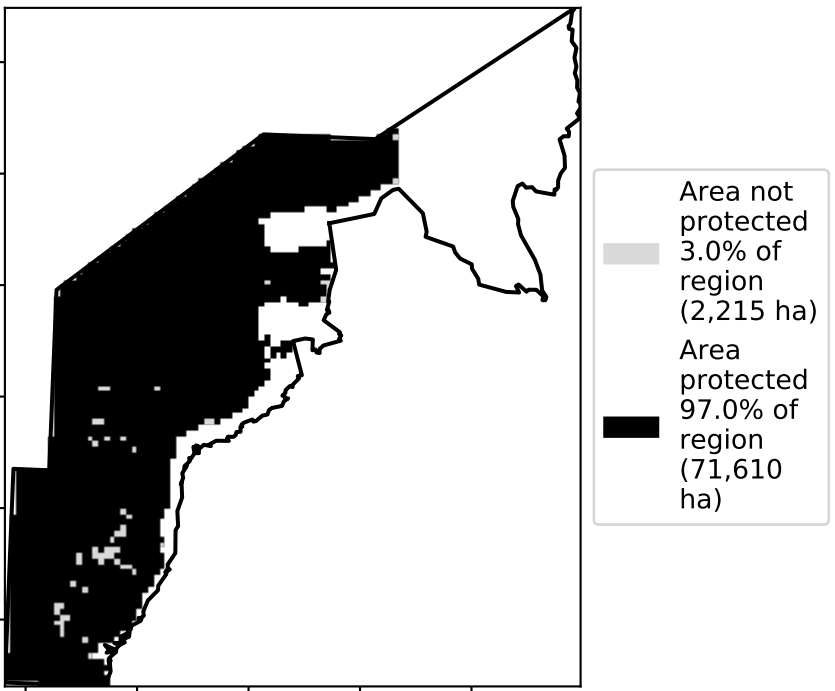 Area not
protected
3.0% of
region
(2,215 ha)
Area
protected
97.0% of
region
(71,610
ha)